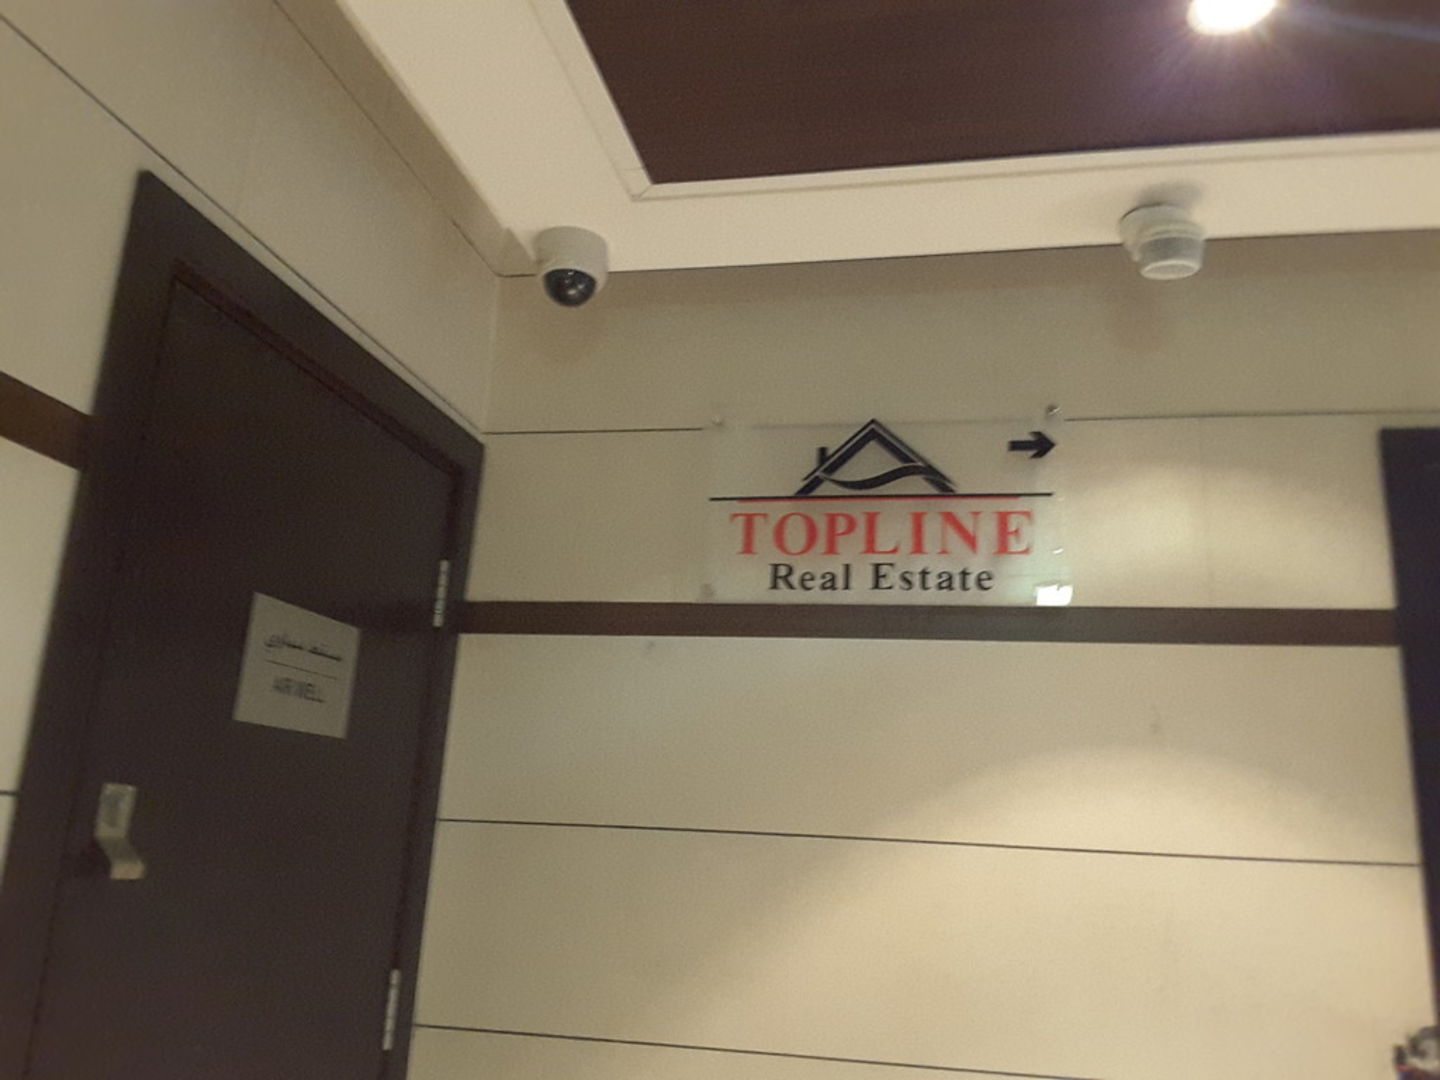 TOPLINE
Real Estate
AIR WELL